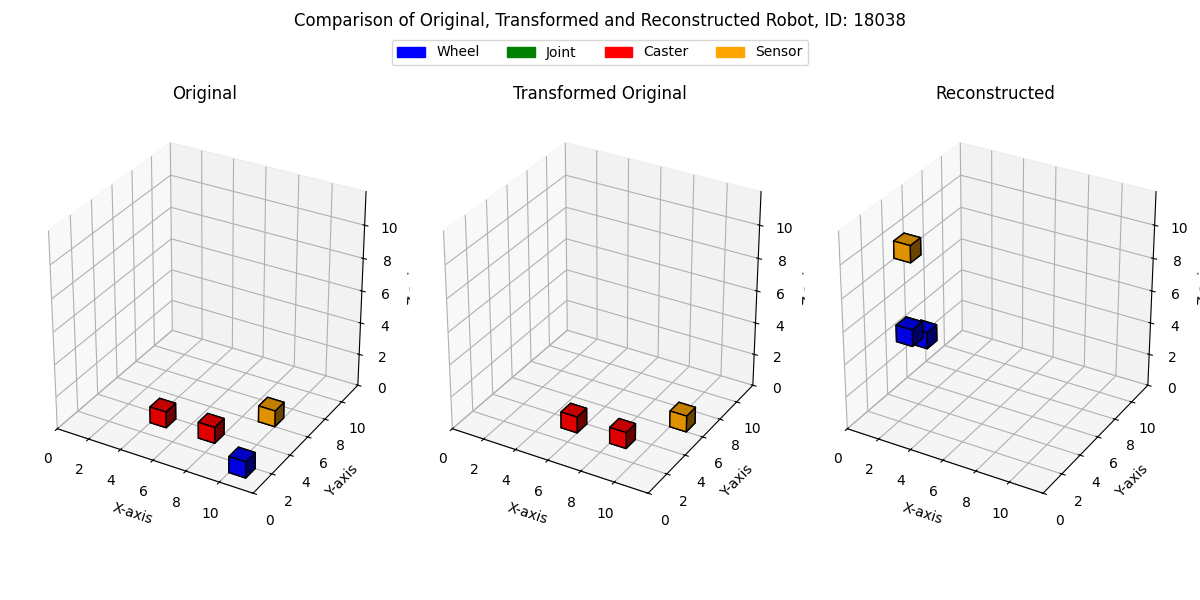 Comparison of Original, Transformed and Reconstructed Robot, ID: 18038
Wheel Joint Caster Sensor
Original Transformed Original Reconstructed
10 10 10
8 8 8
6 6 6
4 4 4
2 2 2
0 0 0
0 2 4 6 8 10
0 2 4 6 8 10
X-axis Y-axis
0 2 4 6 8 10
0 2 4 6 8 10
X-axis Y-axis
0 2 4 6 8 10
0 2 4 6 8 10
X-axis Y-axis